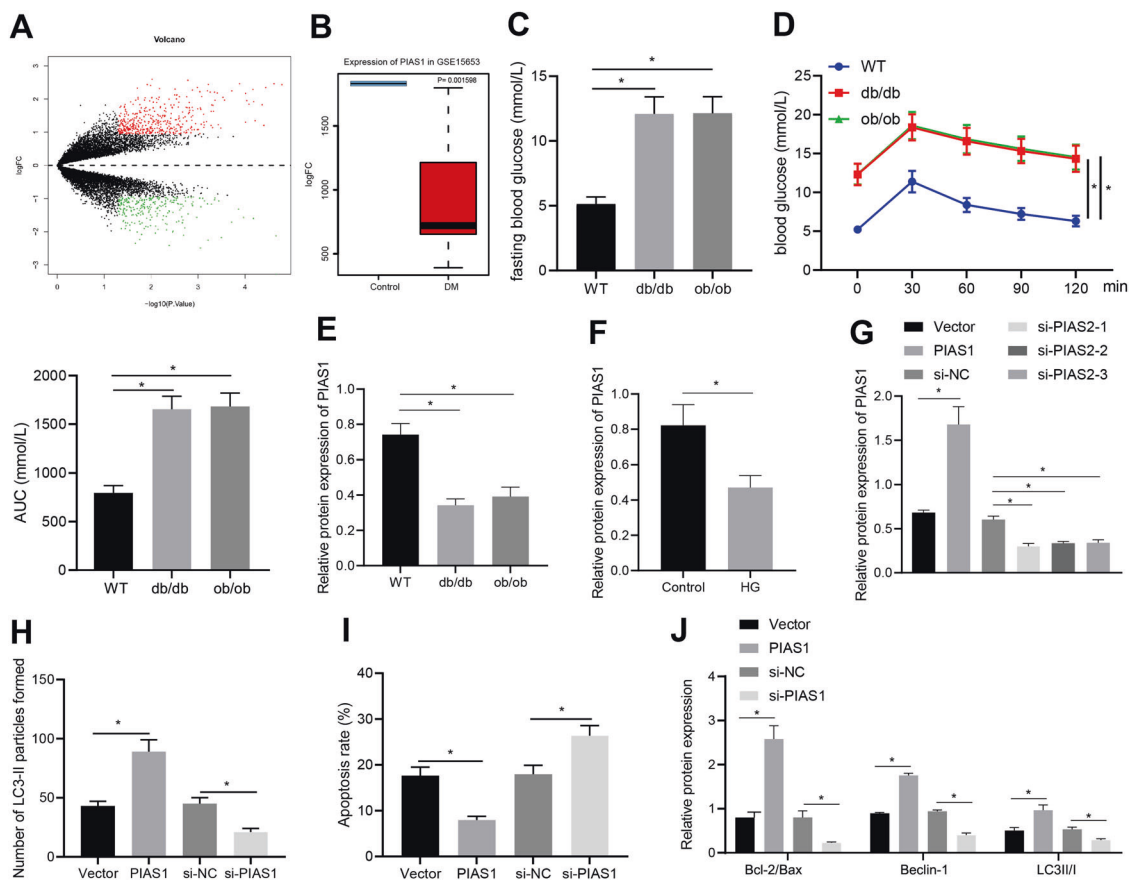 A
Volcano
logFC
3
2
1
0
-1
-2
-3
0 1 2 3 4
-log10(P.Value)
B
Expression of PIAS1 in GSE15653
P= 0.001598
logFC
1500
1000
500
Control DM
C
fasting blood glucose (mmol/L)
15
10
5
0
* *
WT db/db ob/ob
D
blood glucose (mmol/L)
25
20
15
10
5
0
WT
db/db
ob/ob
* *
0 30 60 90 120 min
AUC (mmol/L)
2000
1500
1000
500
0
* *
WT db/db ob/ob
E
Relative protein expression of PIAS1
1.0
0.8
0.6
0.4
0.2
0.0
* *
WT db/db ob/ob
F
Relative protein expression of PIAS1
1.0
0.8
0.6
0.4
0.2
0.0
*
Control HG
G
Vector si-PIAS2-1
PIAS1 si-PIAS2-2
si-NC si-PIAS2-3
Relative protein expression of PIAS1
2.0
1.5
1.0
0.5
0.0
* * * *
H
Number of LC3-II particles formed
150
100
50
0
* *
Vector PIAS1 si-NC si-PIAS1
I
Apoptosis rate (%)
40
30
20
10
0
* *
Vector PIAS1 si-NC si-PIAS1
J
Vector
PIAS1
si-NC
si-PIAS1
Relative protein expression
4
3
2
1
0
* * * * * *
Bcl-2/Bax Beclin-1 LC3II/I